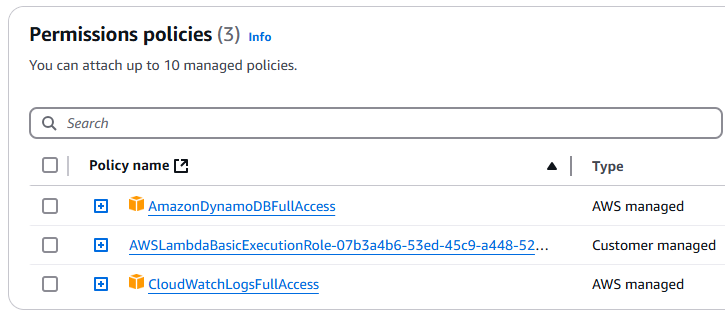 Permissions policies (3) Info
You can attach up to 10 managed policies.
Search
Policy name Type
AmazonDynamoDBFullAccess AWS managed
AWSLambdaBasicExecutionRole-07b3a4b6-53ed-45c9-a448-52... Customer managed
CloudWatchLogsFullAccess AWS managed